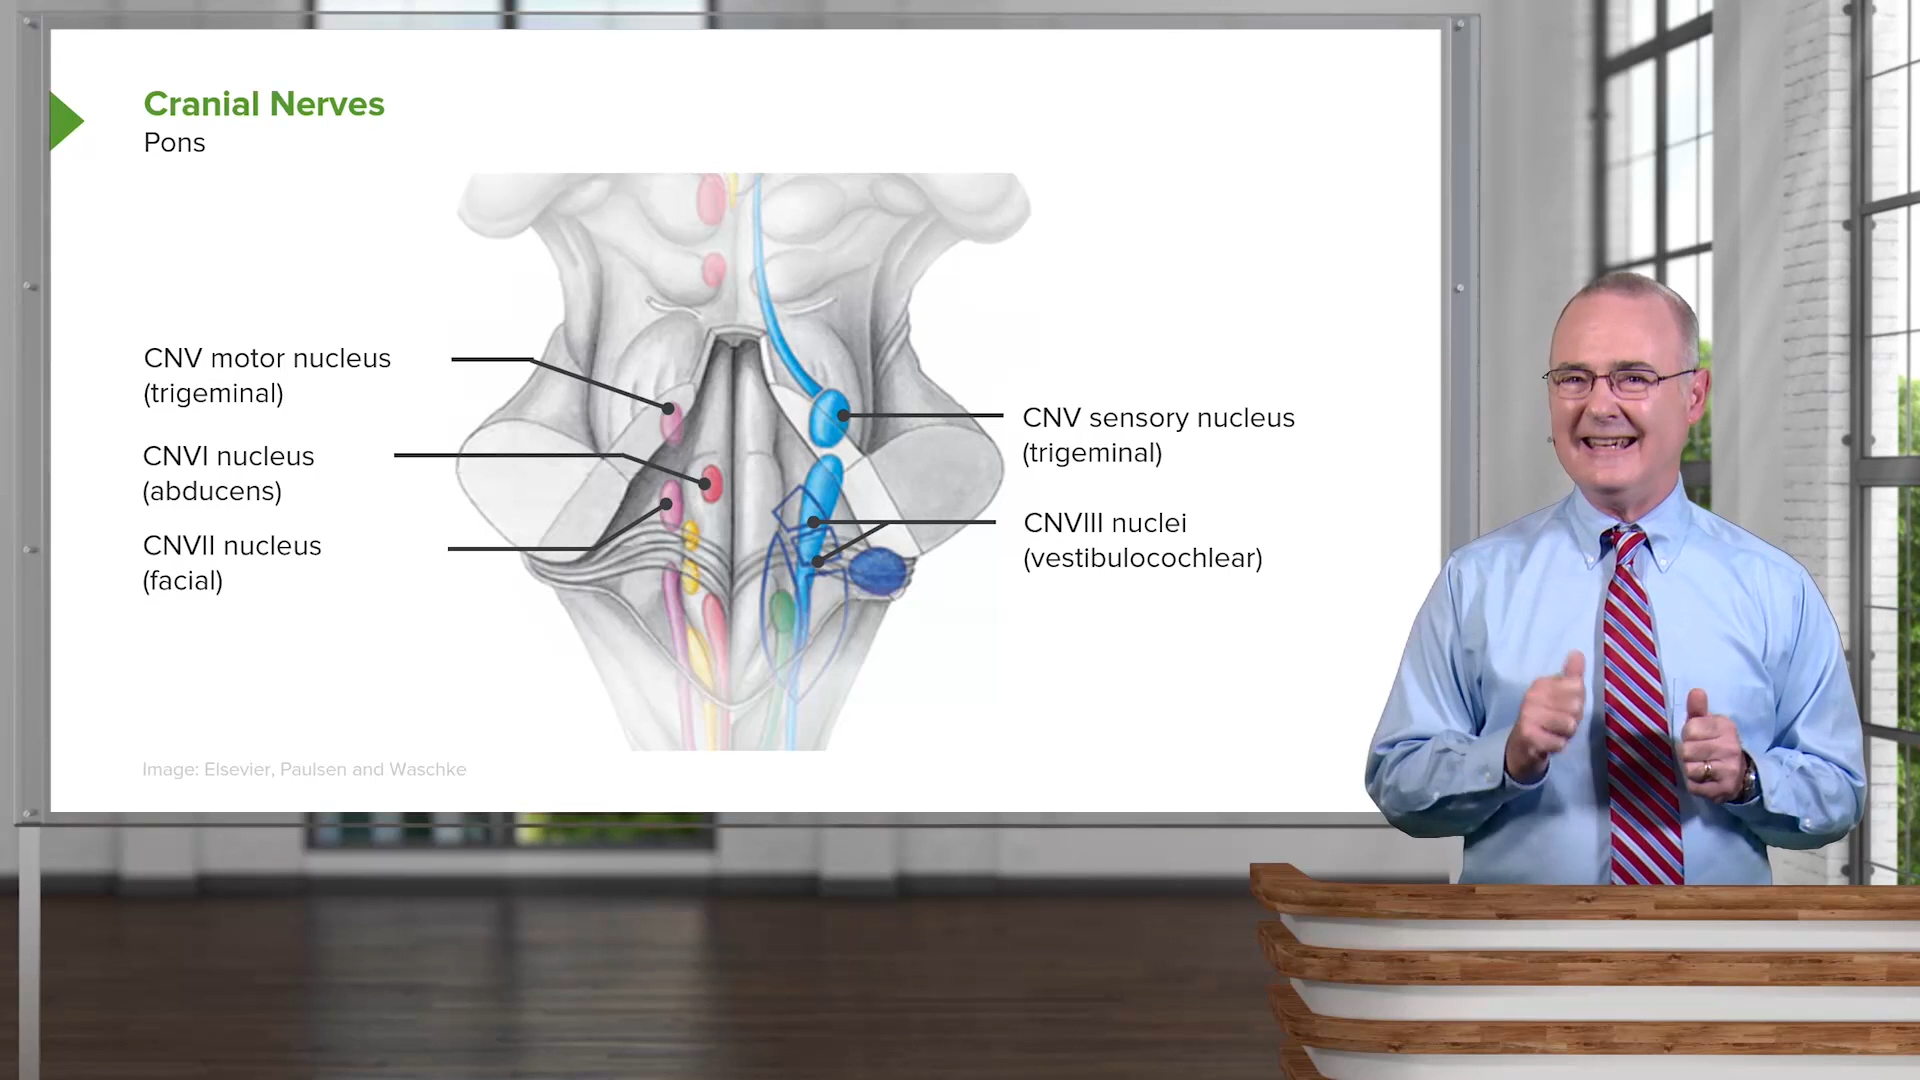 Cranial Nerves
Pons
CNV motor nucleus
(trigeminal)
CNVI nucleus
(abducens)
CNVII nucleus
(facial)
CNV sensory nucleus
(trigeminal)
CNVIII nuclei
(vestibulocochlear)
Image: Elsevier, Paulsen and Waschke